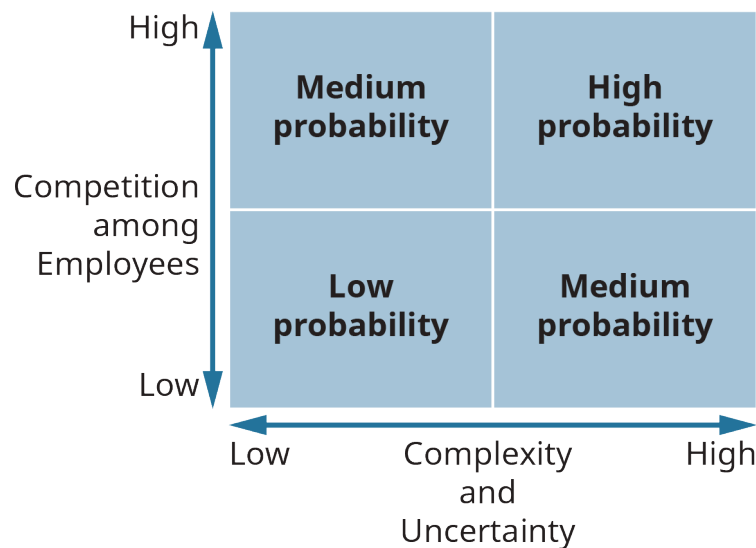 High
Medium
probability
High
probability
Competition
among
Employees
Low
probability
Medium
probability
Low
Low
Complexity
and
Uncertainty
High